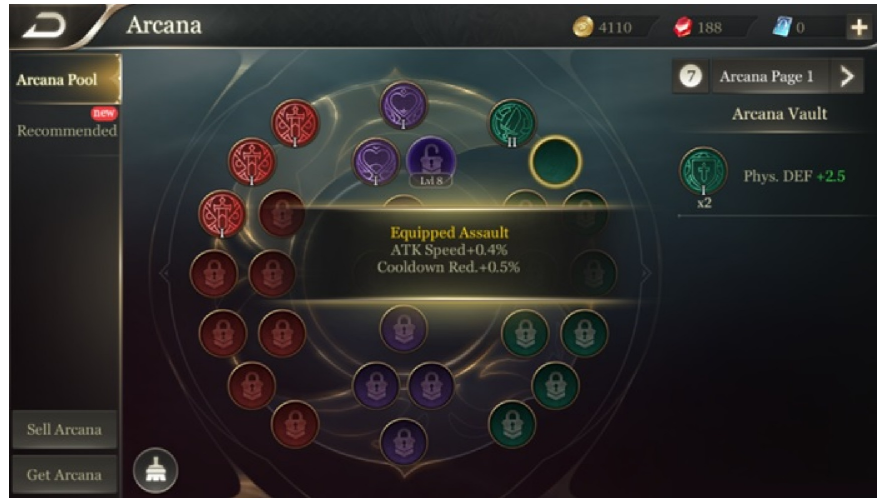 Arcana
4110
188
0
Arcana Pool
new
Recommended
Sell Arcana
Get Arcana
I
I
I
I
I
Lvl 8
II
Equipped Assault
ATK Speed+0.4%
Cooldown Red.+0.5%
7
Arcana Page 1
Arcana Vault
I
x2
Phys. DEF +2.5